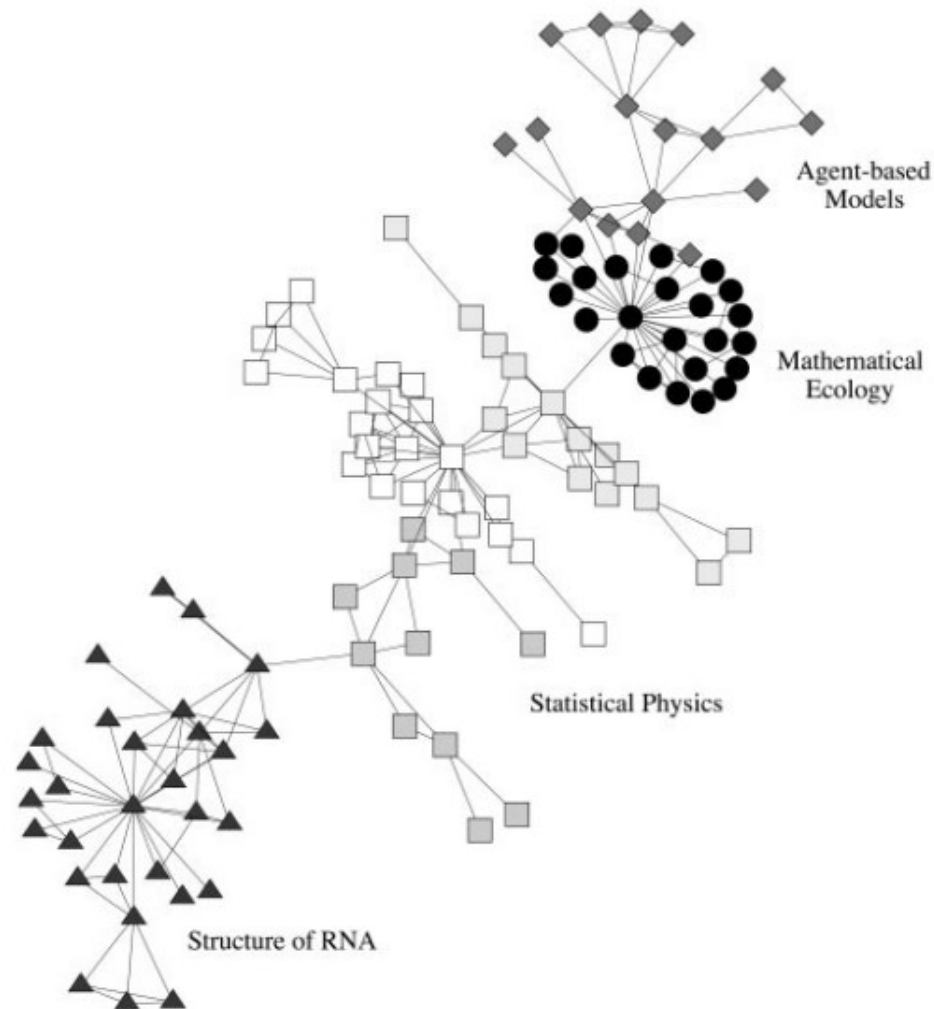 Agent-based
Models
Mathematical
Ecology
Statistical Physics
Structure of RNA